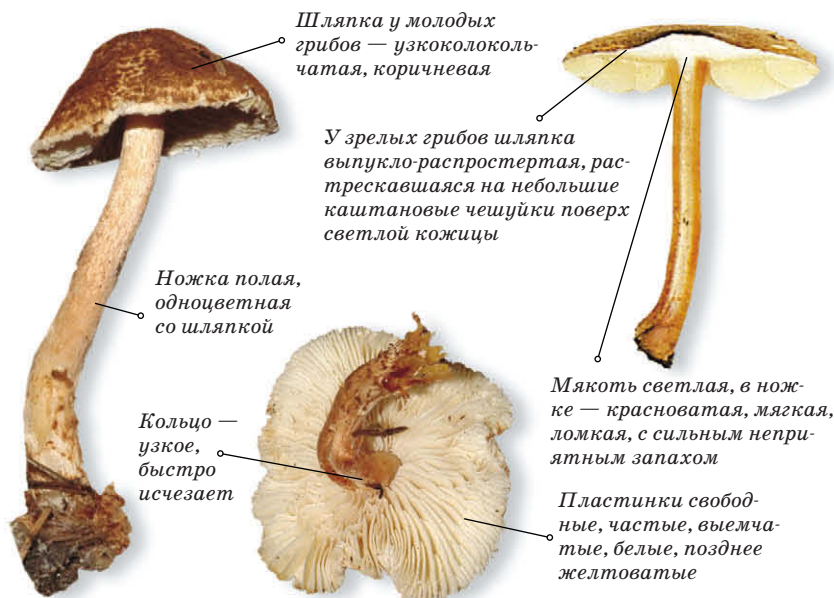 Шляпка у молодых
грибов — узкоколоколь-
чатая, коричневая
У зрелых грибов шляпка
выпукло-распростертая, рас-
трескавшаяся на небольшие
каштановые чешуйки поверх
светлой кожицы
Ножка полая,
одноцветная
со шляпкой
Мякоть светлая, в нож-
ке — красноватая, мягкая,
ломкая, с сильным непри-
ятным запахом
Кольцо —
узкое,
быстро
исчезает
Пластинки свобод-
ные, частые, выемча-
тые, белые, позднее
желтоватые